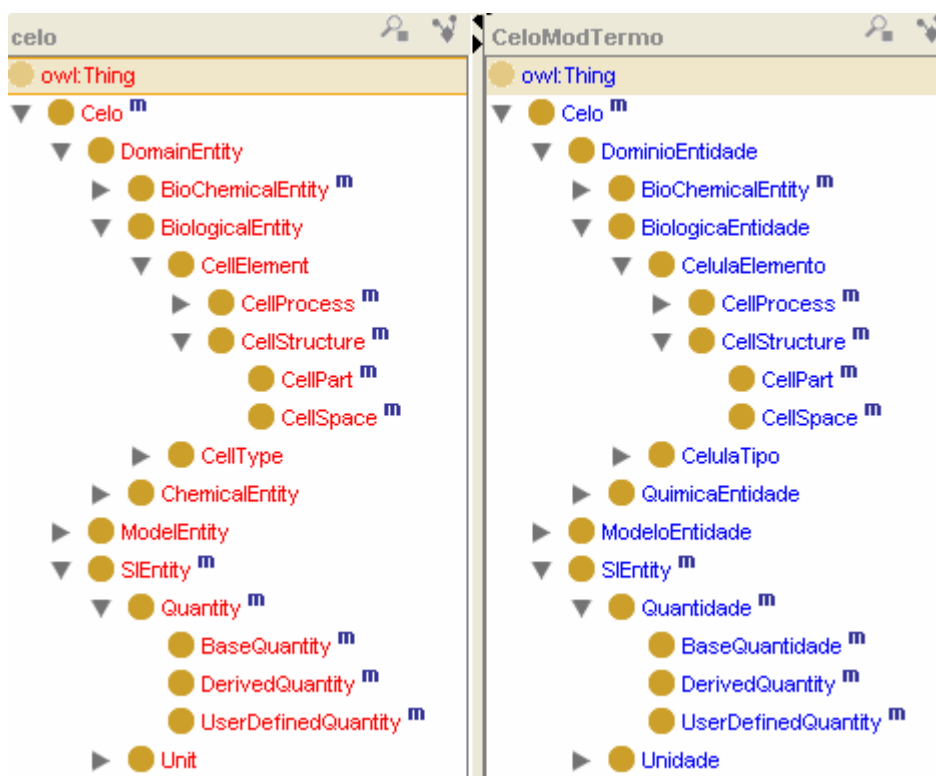 celo
owl:Thing
Celo m
DomainEntity
BioChemicalEntity m
BiologicalEntity
CellElement
CellProcess m
CellStructure m
CellPart m
CellSpace m
CellType
ChemicalEntity
ModelEntity
SIEntity m
Quantity m
BaseQuantity m
DerivedQuantity m
UserDefinedQuantity m
Unit
CeloModTermo
owl:Thing
Celo m
DominioEntidade
BioChemicalEntity m
BiologicaEntidade
CelulaElemento
CellProcess m
CellStructure m
CellPart m
CellSpace m
CelulaTipo
QuimicaEntidade
ModeloEntidade
SIEntity m
Quantidade m
BaseQuantidade m
DerivedQuantity m
UserDefinedQuantity m
Unidade